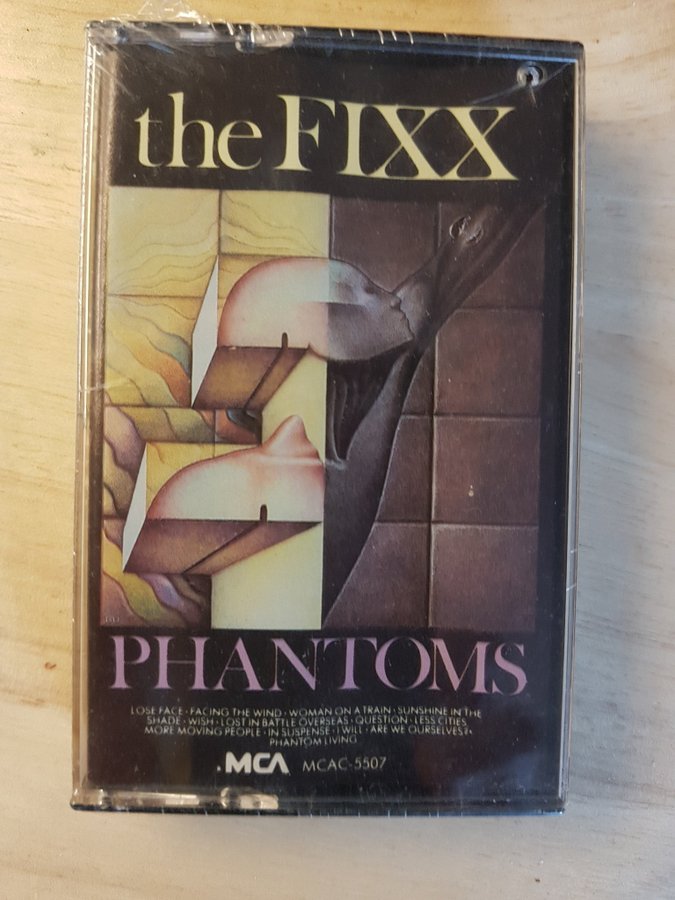 the FIXX
PHANTOMS
LOSE FACE • FACING THE WIND • WOMAN ON A TRAIN • SUNSHINE IN THE
SHADE • WISH • LOST IN BATTLE OVERSEAS • QUESTION • LESS CITIES,
MORE MOVING PEOPLE • IN SUSPENSE • I WILL • ARE WE OURSELVES? •
PHANTOM LIVING
MCA MCAC-5507